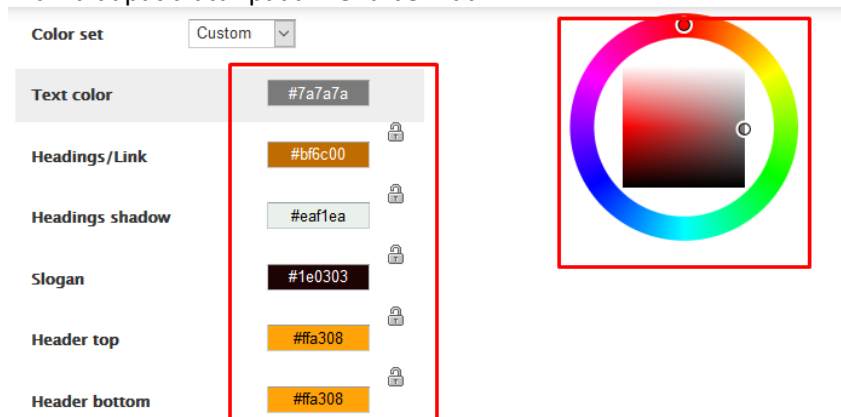 Color set Custom
Text color #7a7a7a
Headings/Link #bf6c00
Headings shadow #eaf1ea
Slogan #1e0303
Header top #ffa308
Header bottom #ffa308